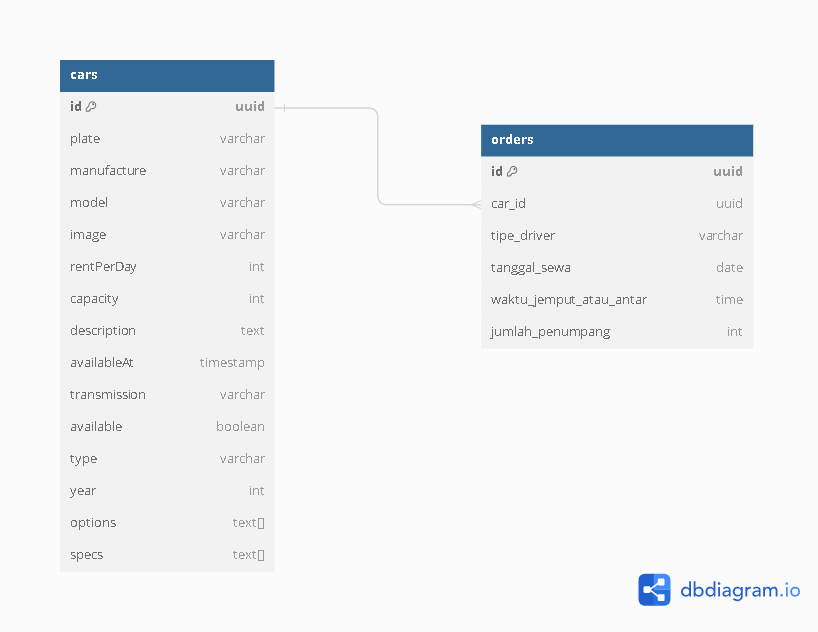 cars
id uuid
plate varchar
manufacture varchar
model varchar
image varchar
rentPerDay int
capacity int
description text
availableAt timestamp
transmission varchar
available boolean
type varchar
year int
options text[]
specs text[]
orders
id uuid
car_id uuid
tipe_driver varchar
tanggal_sewa date
waktu_jemput_atau_antar time
jumlah_penumpang int
dbdiagram.io